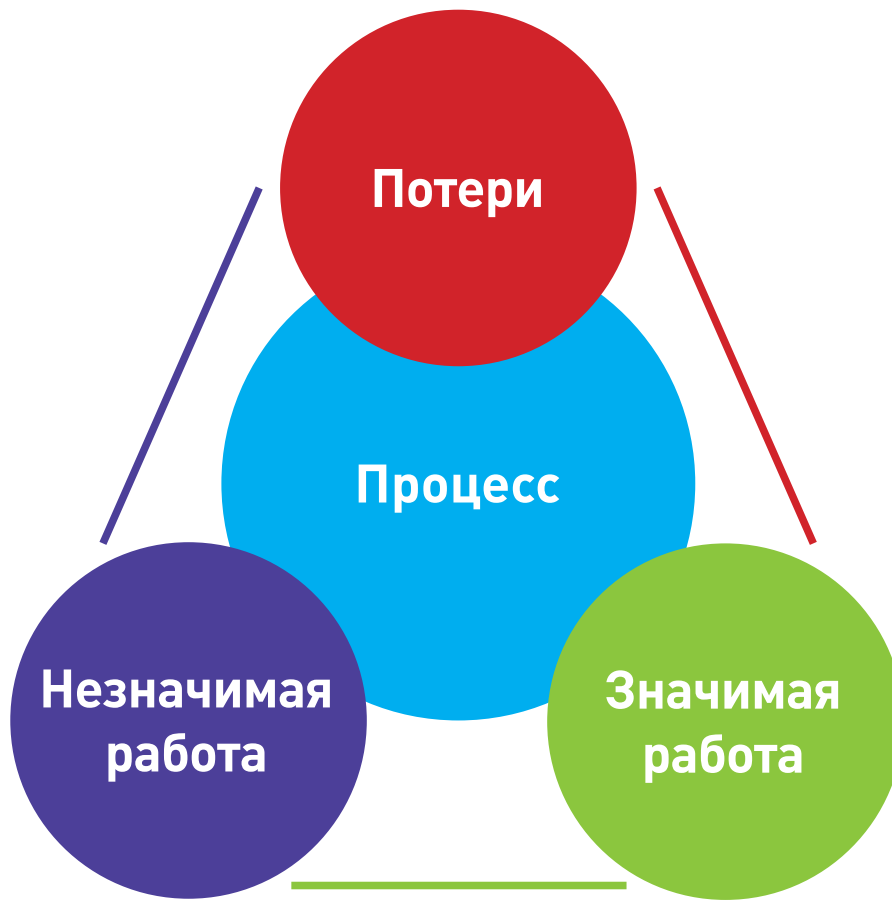 Потери
Процесс
Незначимая
работа
Значимая
работа